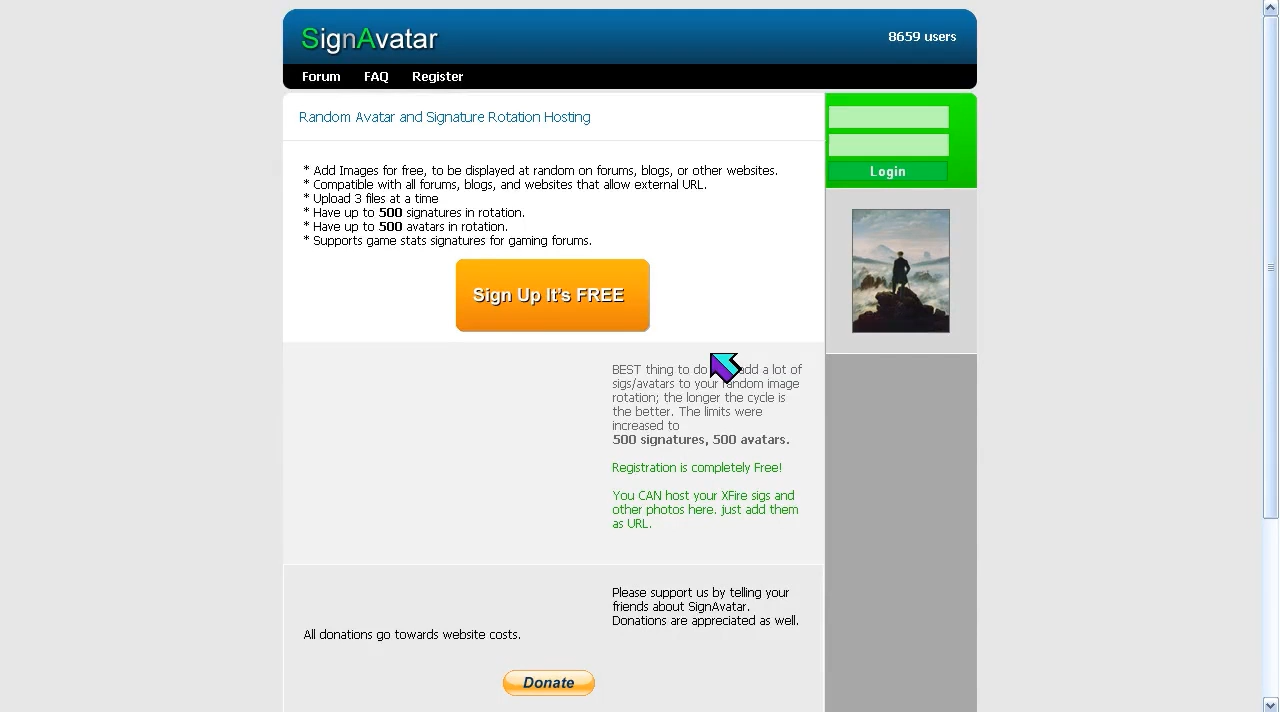 SignAvatar
8659 users
Forum FAQ Register
Random Avatar and Signature Rotation Hosting
* Add Images for free, to be displayed at random on forums, blogs, or other websites.
* Compatible with all forums, blogs, and websites that allow external URL.
* Upload 3 files at a time
* Have up to 500 signatures in rotation.
* Have up to 500 avatars in rotation.
* Supports game stats signatures for gaming forums.
Login
Sign Up It's FREE
BEST thing to do add a lot of
sigs/avatars to your random image
rotation; the longer the cycle is
the better. The limits were
increased to
500 signatures, 500 avatars.
Registration is completely Free!
You CAN host your XFire sigs and
other photos here. just add them
as URL.
Please support us by telling your
friends about SignAvatar.
Donations are appreciated as well.
All donations go towards website costs.
Donate